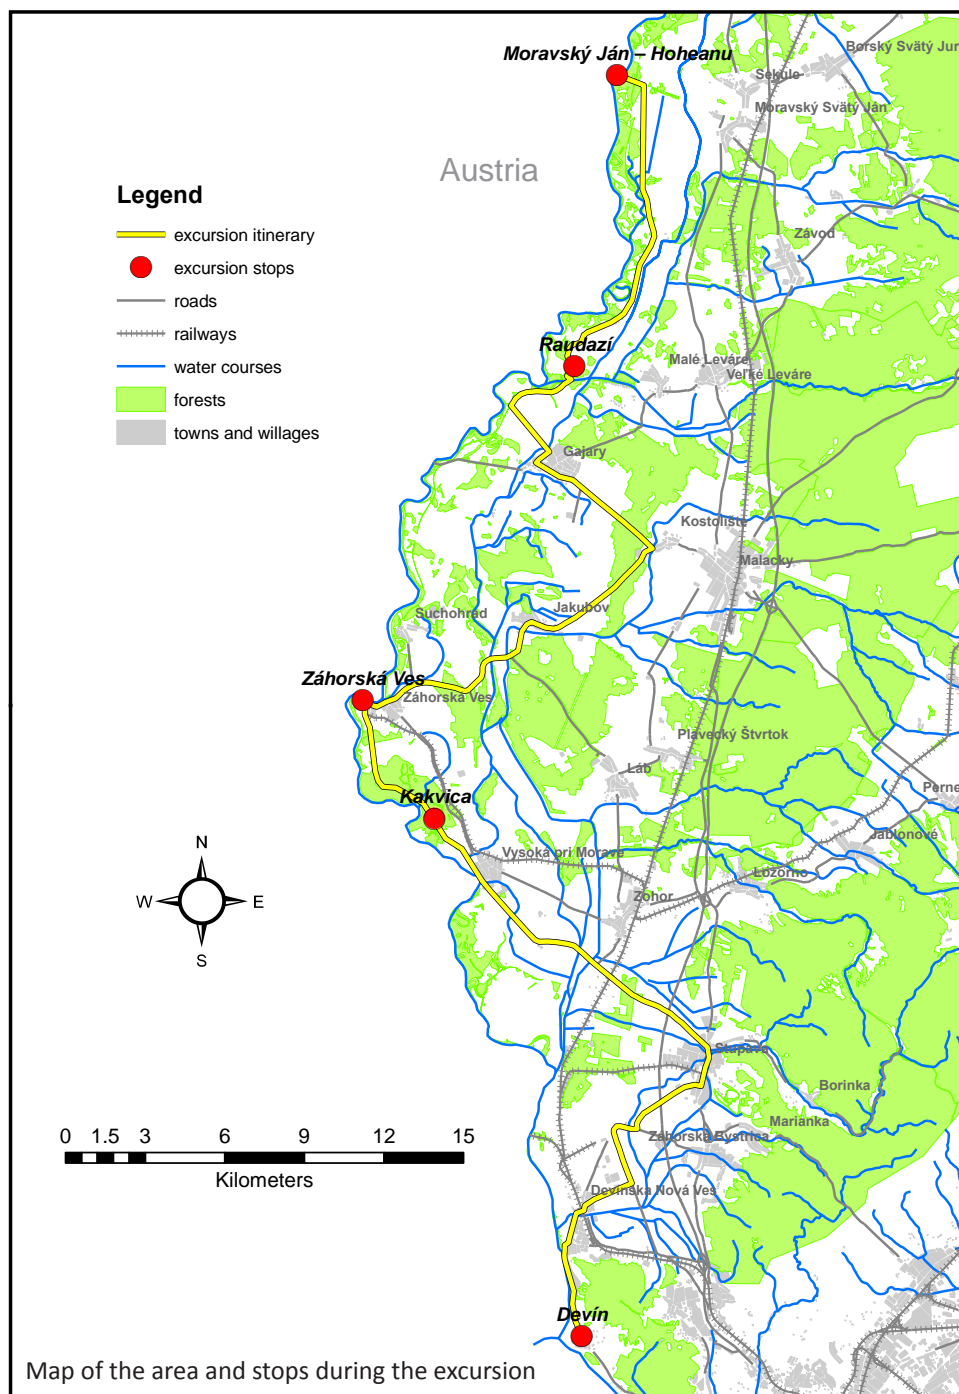 Moravský Ján – Hoheanu
Borský Svätý Jur
Sekule
Moravský Svätý Ján
Austria
Legend
excursion itinerary
excursion stops
roads
railways
water courses
forests
towns and willages
Závod
Raudazí
Malé Leváre
Veľké Leváre
Gajary
Kostolište
Malacky
Suchohrad
Jakubov
Záhorská Ves
Záhorská Ves
Plavecký Štvrtok
Láb
Kakvica
Perne
Jablonové
Vysoká pri Morave
Lozorno
Zohor
N
W
E
S
Stupava
Borinka
Marianka
Záhorská Bystrica
Devínska Nová Ves
0 1.5 3 6 9 12 15
Kilometers
Devín
Map of the area and stops during the excursion